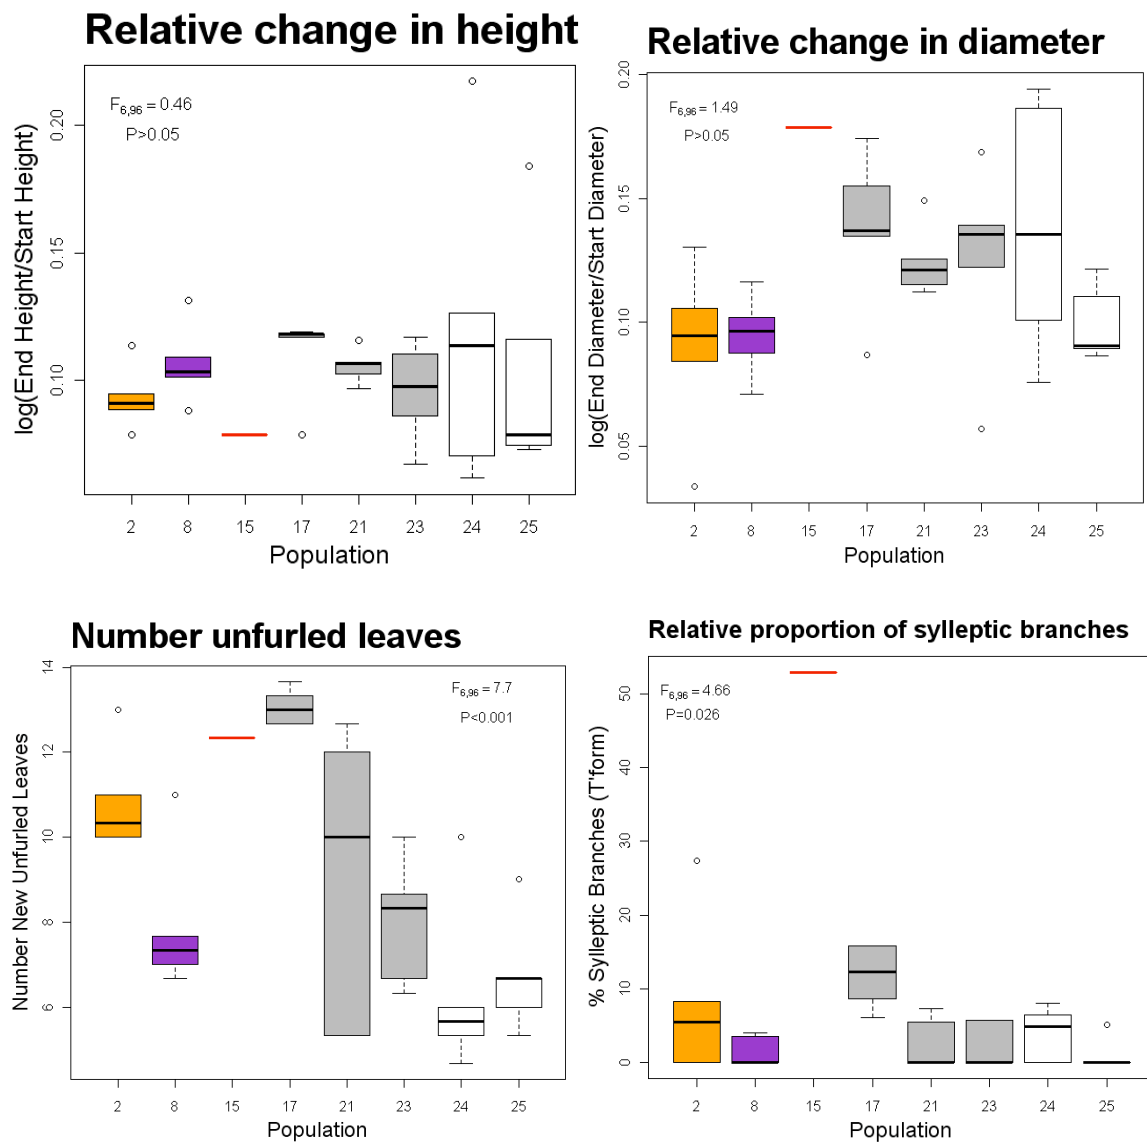 Relative change in height
F6,96 = 0.46
P>0.05
log(End Height/Start Height)
0.20
0.15
0.10
2 8 15 17 21 23 24 25
Population
Relative change in diameter
F6,96 = 1.49
P>0.05
log(End Diameter/Start Diameter)
0.20
0.15
0.10
0.05
2 8 15 17 21 23 24 25
Population
Number unfurled leaves
F6,96 = 7.7
P<0.001
Number New Unfurled Leaves
14
12
10
8
6
2 8 15 17 21 23 24 25
Population
Relative proportion of sylleptic branches
F6,96 = 4.66
P=0.026
% Sylleptic Branches (T'form)
50
40
30
20
10
0
2 8 15 17 21 23 24 25
Population